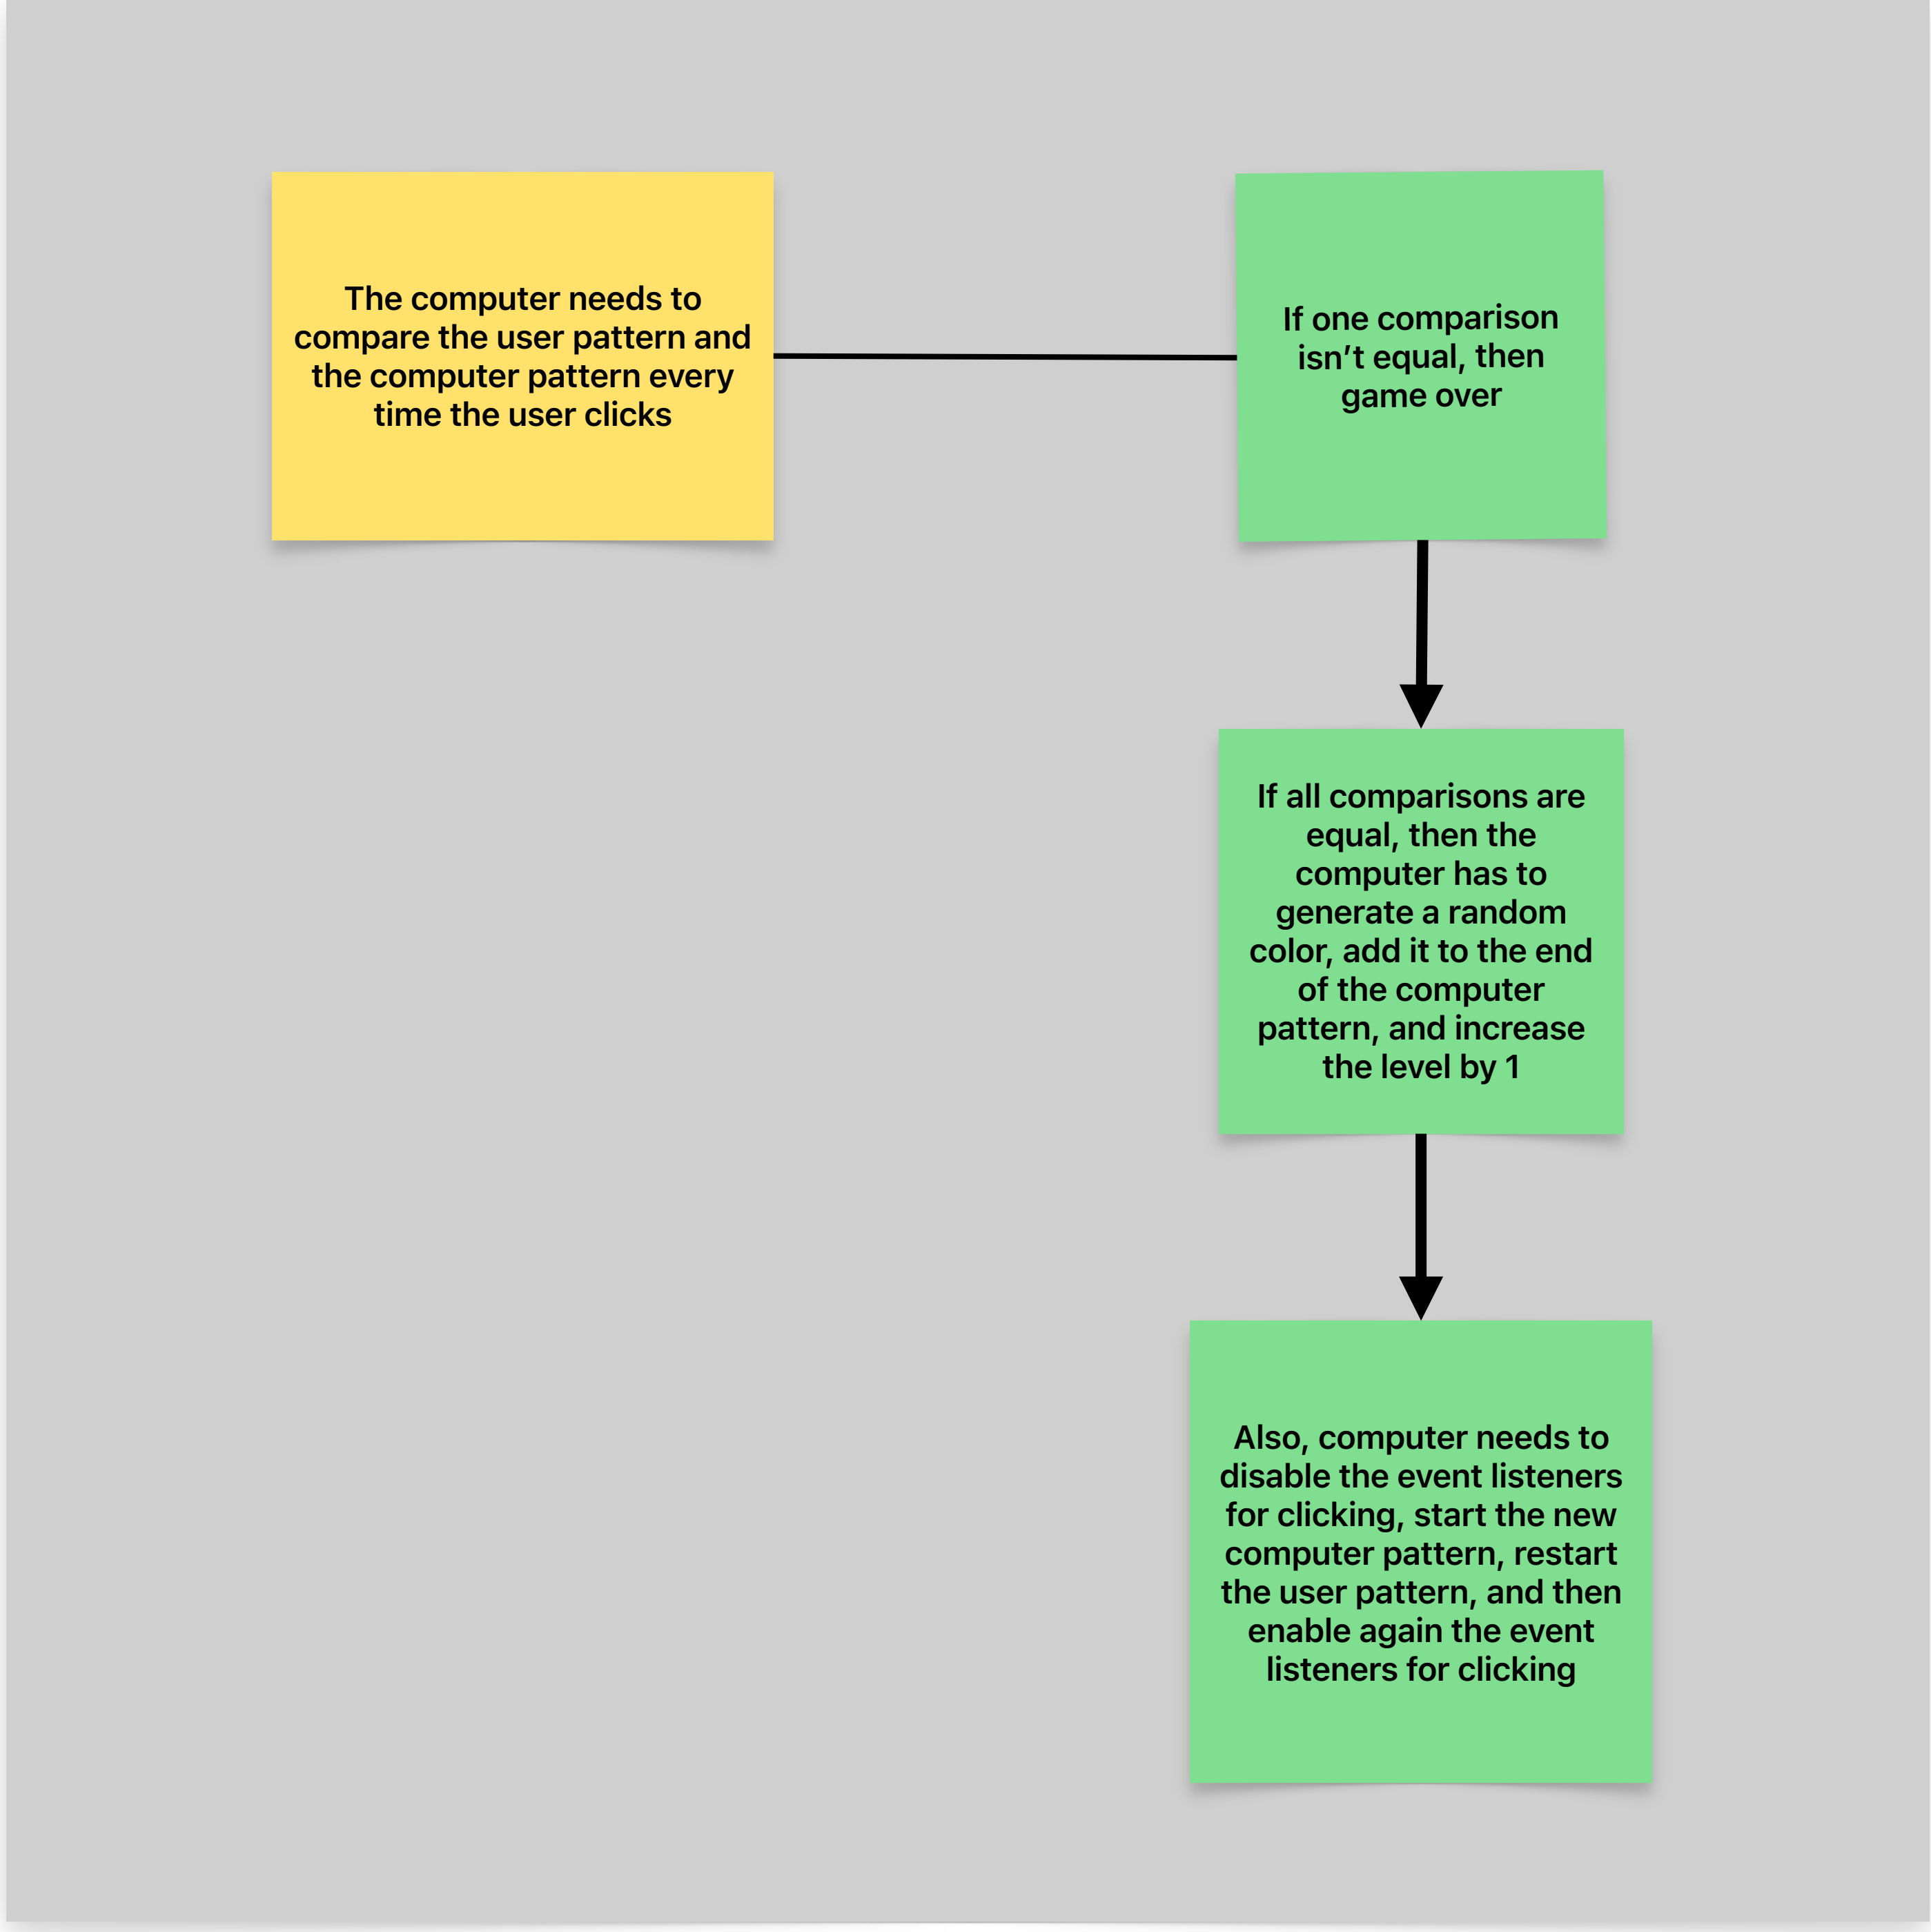 The computer needs to
compare the user pattern and
the computer pattern every
time the user clicks
If one comparison
isn’t equal, then
game over
If all comparisons are
equal, then the
computer has to
generate a random
color, add it to the end
of the computer
pattern, and increase
the level by 1
Also, computer needs to
disable the event listeners
for clicking, start the new
computer pattern, restart
the user pattern, and then
enable again the event
listeners for clicking